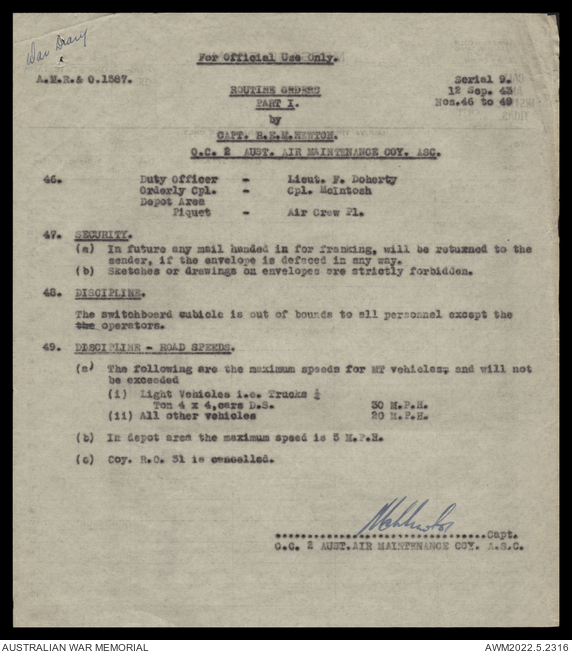 War Diary
For Official Use Only.
A.M.R.& O.1587.
Serial 9.
ROUTINE ORDERS
12 Sep. 43
PART I.
Nos.46 to 49
by
CAPT. R.E.M.
O.C. 2 AUST. AIR MAINTENANCE COY. ASC.
46. Duty Officer - Lieut. F. Doherty
Orderly Cpl. - Cpl. McIntosh
Depot Area
Piquet - Air Crew Pl.
47. SECURITY.
(a) In future any mail handed in for franking, will be returned to the
sender, if the envelope is defaced in any way.
(b) Sketches or drawings on envelopes are strictly forbidden.
48. DISCIPLINE.
The switchboard cubicle is out of bounds to all personnel except the
the operators.
49. DISCIPLINE - ROAD SPEEDS.
(a) The following are the maximum speeds for MT vehicles, and will not
be exceeded
(i) Light Vehicles i.e. Trucks ½
Ton 4 x 4, cars D.S. 30 M.P.H.
(ii) All other vehicles 20 M.P.H.
(b) In depot area the maximum speed is 5 M.P.H.
(c) Coy. R.O. 31 is cancelled.
....................................Capt.
O.C. 2 AUST.AIR MAINTENANCE COY. A.S.C.
AUSTRALIAN WAR MEMORIAL
AWM2022.5.2316